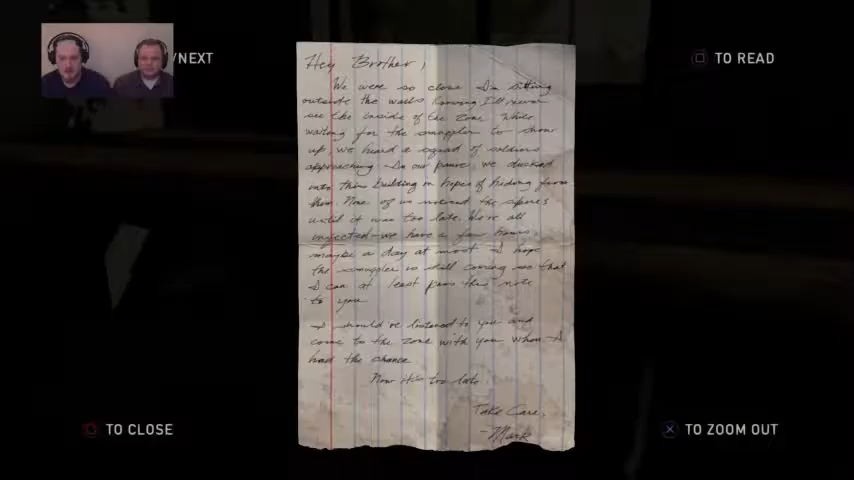 /NEXT
TO READ
Hey Brother,
We were so close. I'm sitting
outside the walls knowing I'll never
see the inside of the zone. While
waiting for the smuggler to show
up, we heard a squad of soldiers
approaching. In our panic, we ducked
into this building in hopes of hiding from
them. None of us noticed the spores
until it was too late. We're all
infected - we have a few hours,
maybe a day at most. I hope
the smuggler is still coming so that
I can at least pass this note
to you.
I should've listened to you and
come to the zone with you when I
had the chance.
Now it's too late.
Take Care,
-Mark
TO CLOSE
TO ZOOM OUT